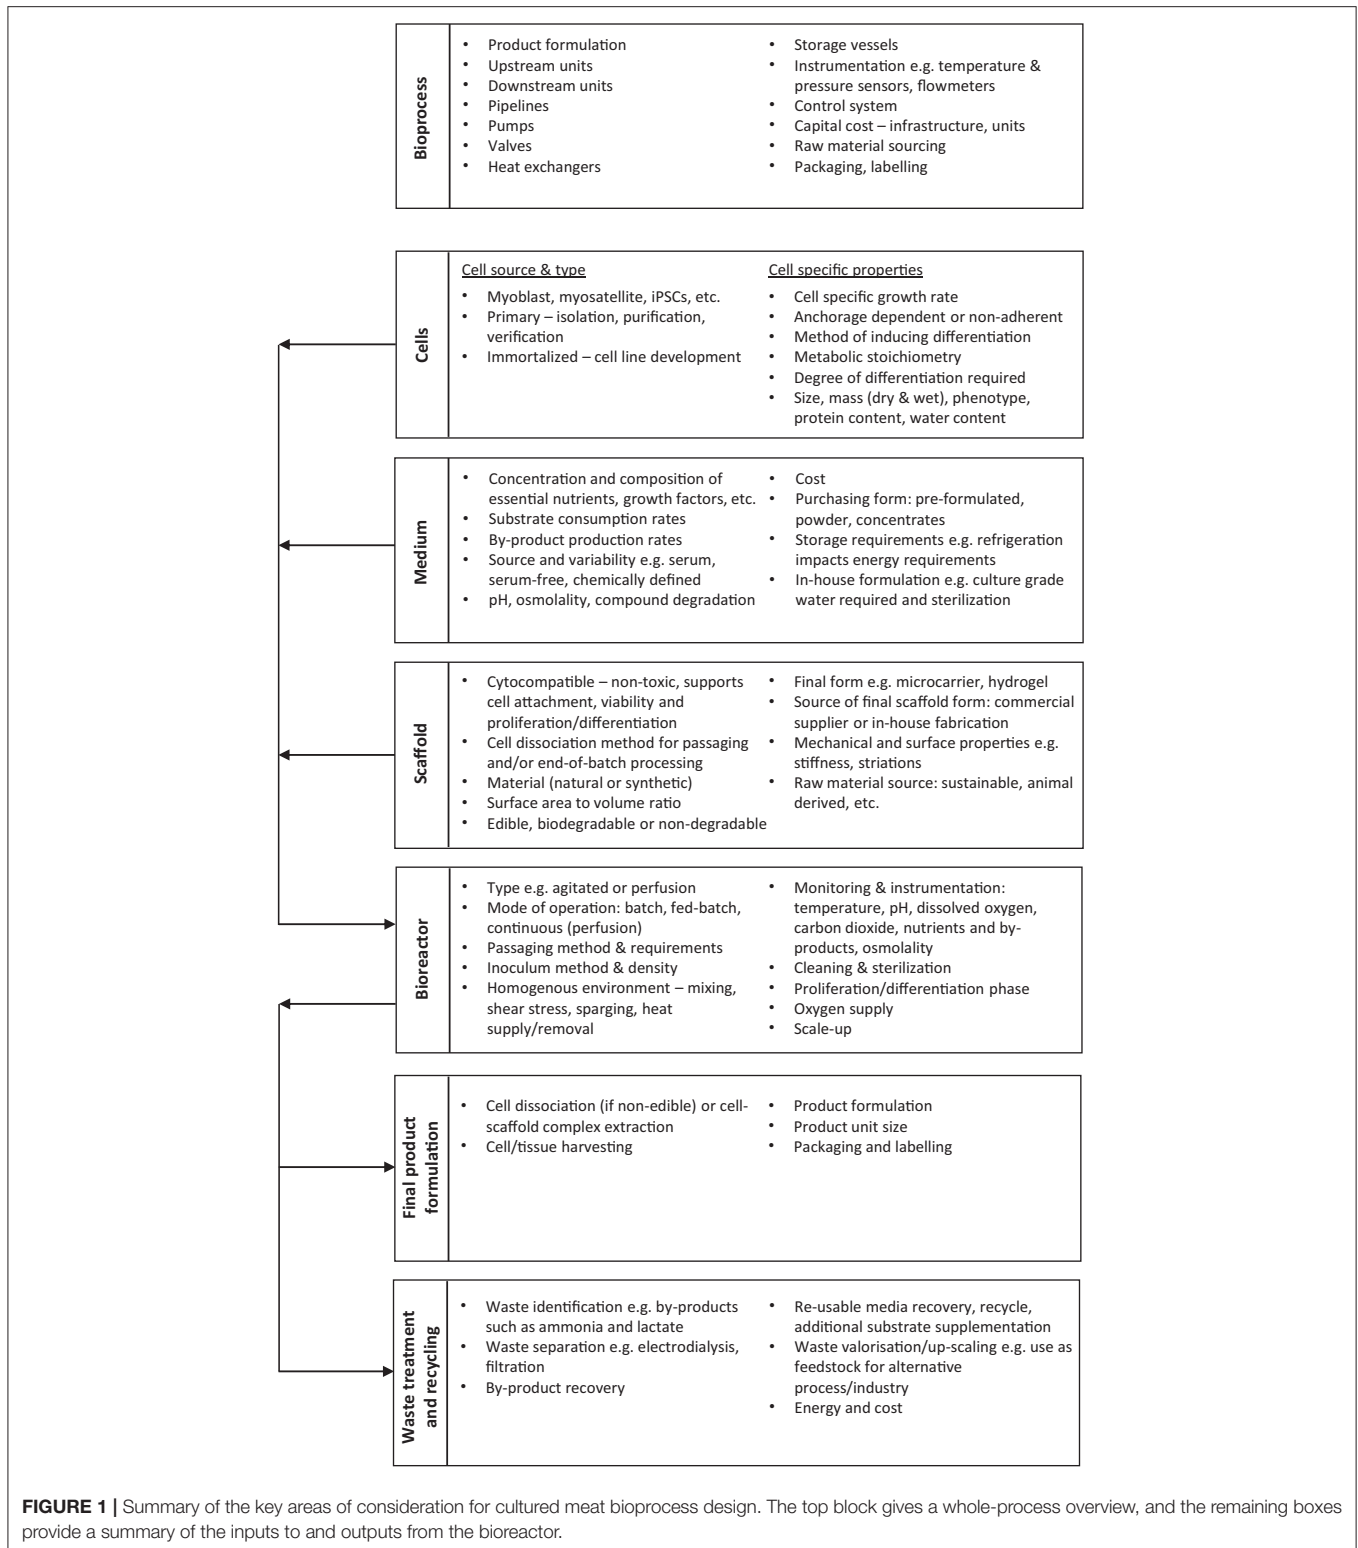 Bioprocess
• Product formulation
• Upstream units
• Downstream units
• Pipelines
• Pumps
• Valves
• Heat exchangers
• Storage vessels
• Instrumentation e.g. temperature &
pressure sensors, flowmeters
• Control system
• Capital cost – infrastructure, units
• Raw material sourcing
• Packaging, labelling
Cells
Cell source & type
• Myoblast, myosatellite, iPSCs, etc.
• Primary – isolation, purification,
verification
• Immortalized – cell line development
Cell specific properties
• Cell specific growth rate
• Anchorage dependent or non-adherent
• Method of inducing differentiation
• Metabolic stoichiometry
• Degree of differentiation required
• Size, mass (dry & wet), phenotype,
protein content, water content
Medium
• Concentration and composition of
essential nutrients, growth factors, etc.
• Substrate consumption rates
• By-product production rates
• Source and variability e.g. serum,
serum-free, chemically defined
• pH, osmolality, compound degradation
• Cost
• Purchasing form: pre-formulated,
powder, concentrates
• Storage requirements e.g. refrigeration
impacts energy requirements
• In-house formulation e.g. culture grade
water required and sterilization
Scaffold
• Cytocompatible – non-toxic, supports
cell attachment, viability and
proliferation/differentiation
• Cell dissociation method for passaging
and/or end-of-batch processing
• Material (natural or synthetic)
• Surface area to volume ratio
• Edible, biodegradable or non-degradable
• Final form e.g. microcarrier, hydrogel
• Source of final scaffold form: commercial
supplier or in-house fabrication
• Mechanical and surface properties e.g.
stiffness, striations
• Raw material source: sustainable, animal
derived, etc.
Bioreactor
• Type e.g. agitated or perfusion
• Mode of operation: batch, fed-batch,
continuous (perfusion)
• Passaging method & requirements
• Inoculum method & density
• Homogenous environment – mixing,
shear stress, sparging, heat
supply/removal
• Monitoring & instrumentation:
temperature, pH, dissolved oxygen,
carbon dioxide, nutrients and by-
products, osmolality
• Cleaning & sterilization
• Proliferation/differentiation phase
• Oxygen supply
• Scale-up
Final product
formulation
• Cell dissociation (if non-edible) or cell-
scaffold complex extraction
• Cell/tissue harvesting
• Product formulation
• Product unit size
• Packaging and labelling
Waste treatment
and recycling
• Waste identification e.g. by-products
such as ammonia and lactate
• Waste separation e.g. electrodialysis,
filtration
• By-product recovery
• Re-usable media recovery, recycle,
additional substrate supplementation
• Waste valorisation/up-scaling e.g. use as
feedstock for alternative
process/industry
• Energy and cost
FIGURE 1 | Summary of the key areas of consideration for cultured meat bioprocess design. The top block gives a whole-process overview, and the remaining boxes
provide a summary of the inputs to and outputs from the bioreactor.